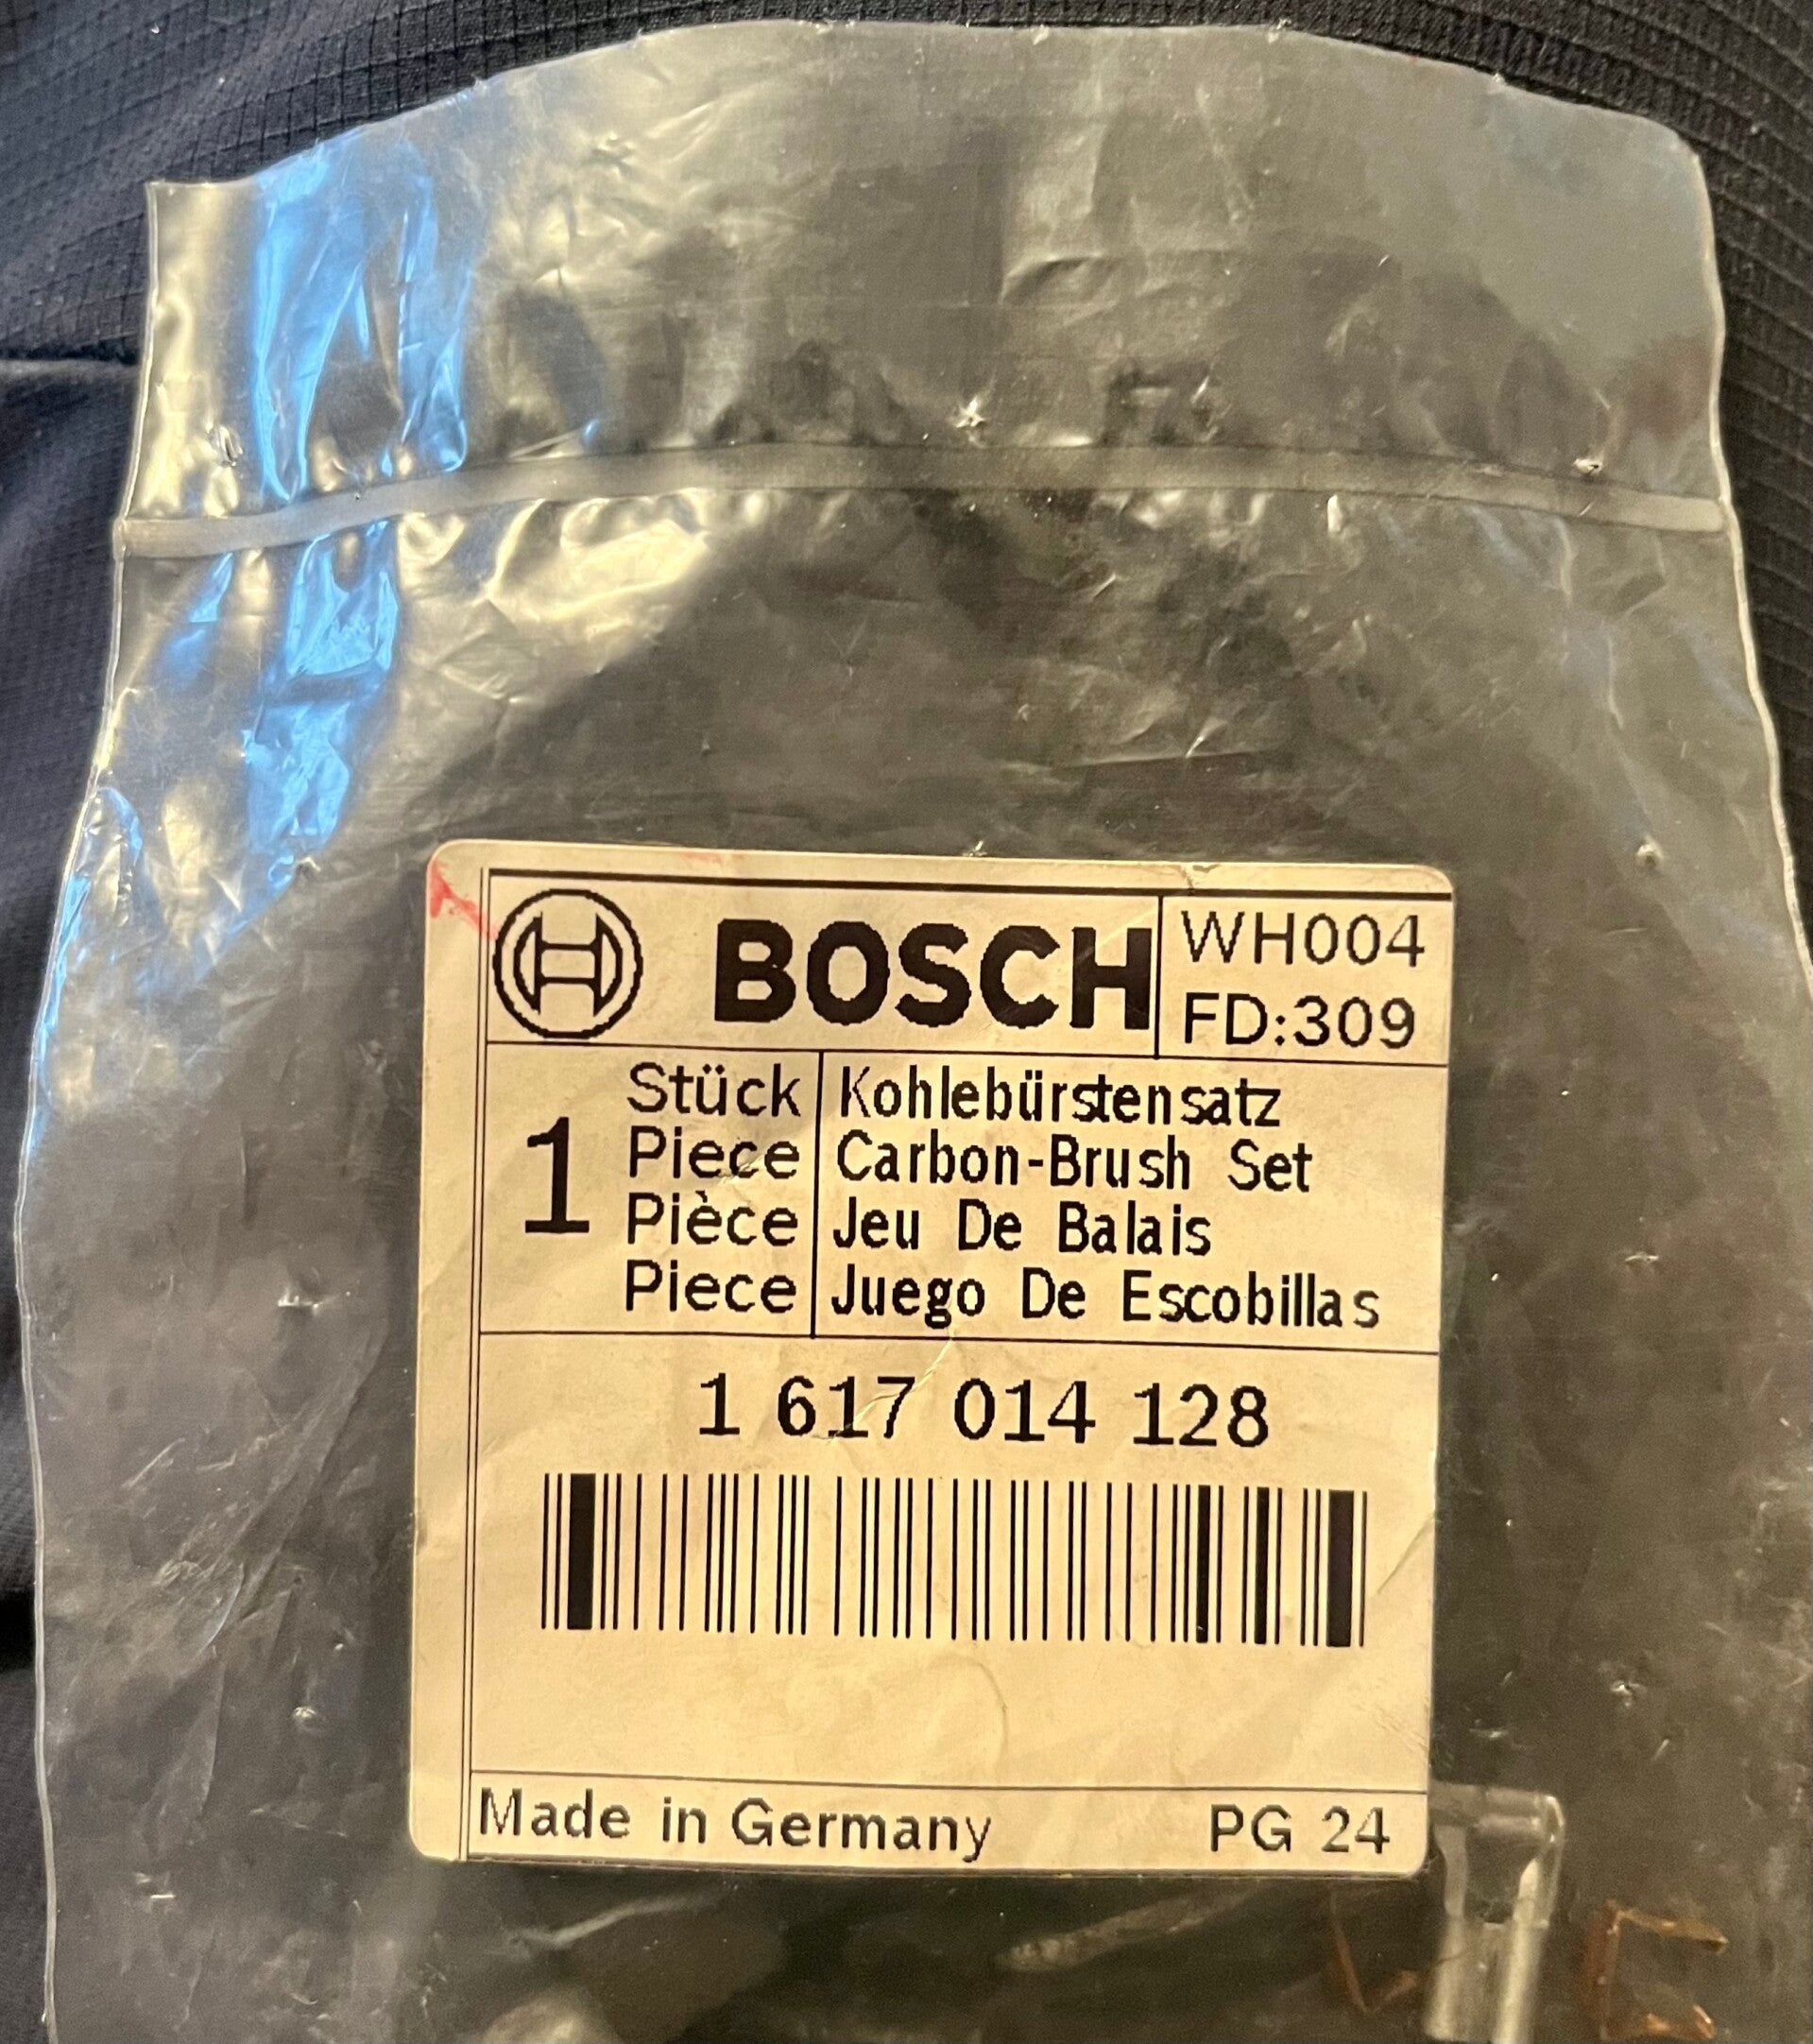 BOSCH
WH004
FD:309
1
Stück Kohlebürstensatz
Piece Carbon-Brush Set
Pièce Jeu De Balais
Piece Juego De Escobillas
1 617 014 128
Made in Germany PG 24